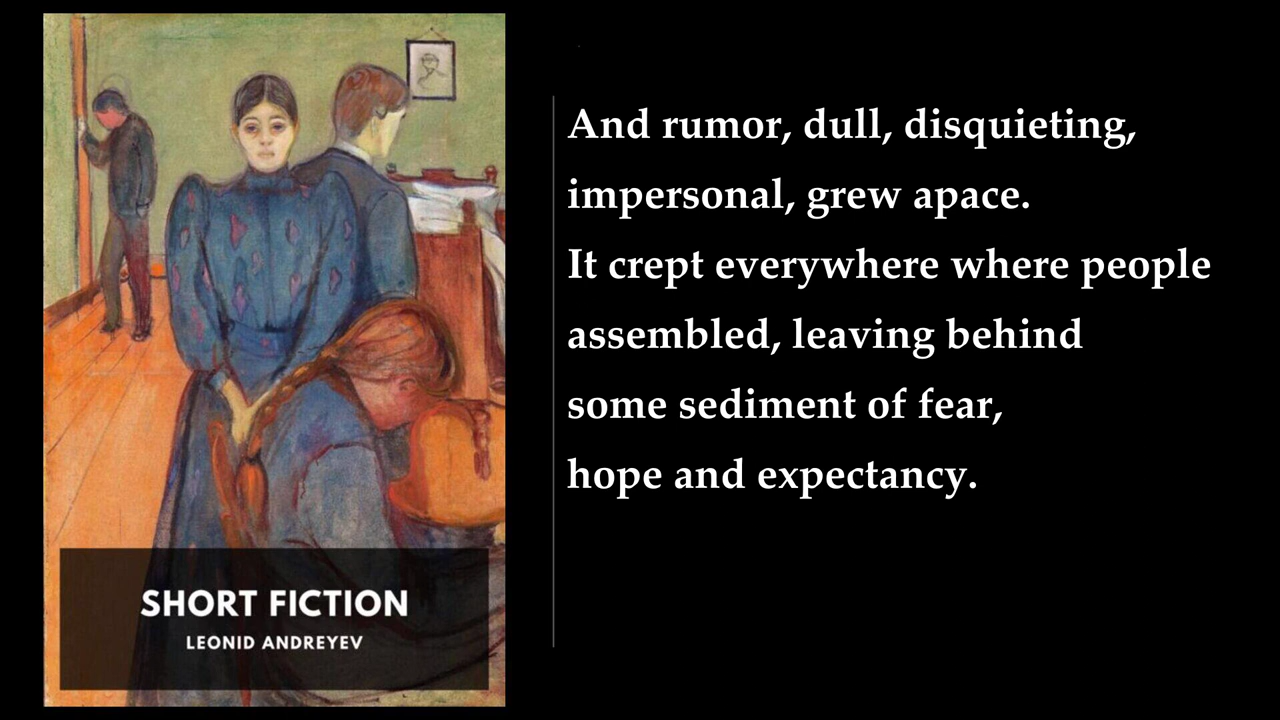 And rumor, dull, disquieting,
impersonal, grew apace.
It crept everywhere where people
assembled, leaving behind
some sediment of fear,
hope and expectancy.
SHORT FICTION
LEONID ANDREYEV